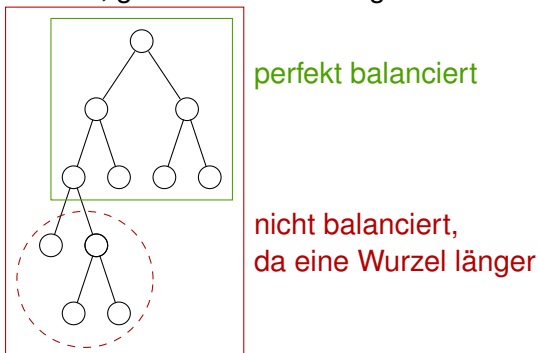 perfekt balanciert
nicht balanciert,
da eine Wurzel länger